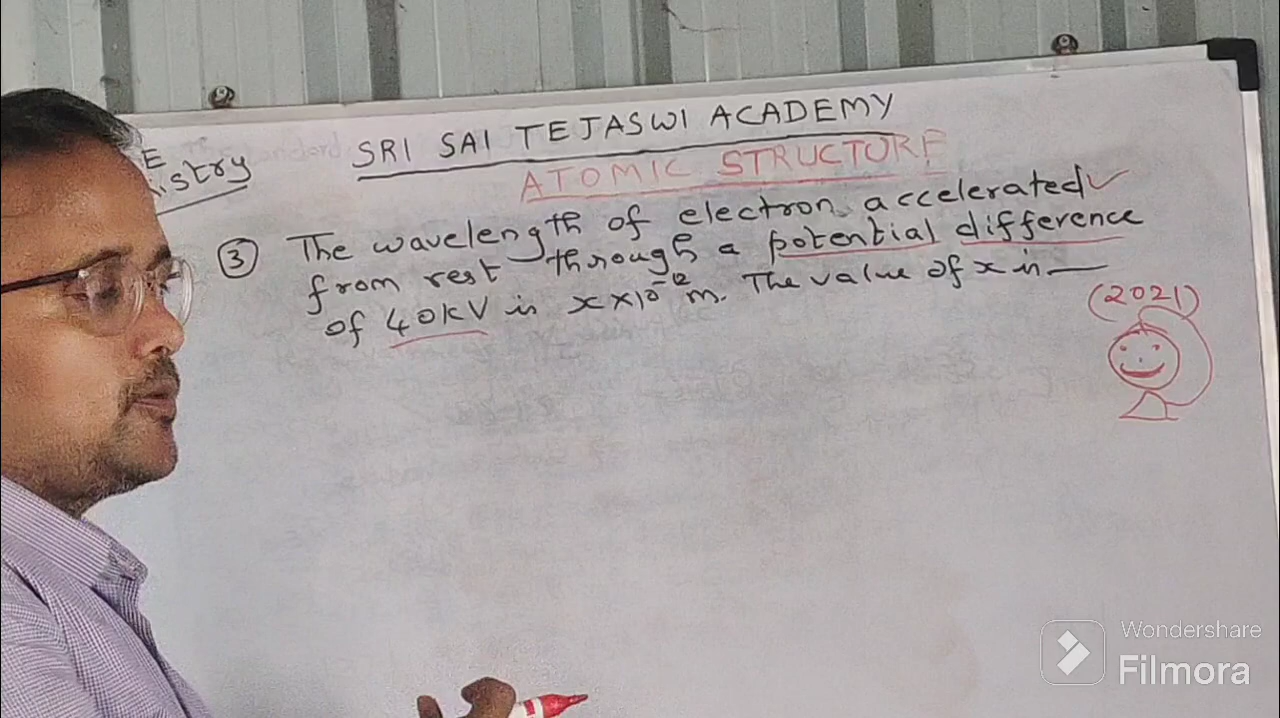 SRI SAI TEJASWI ACADEMY
E
istry
ATOMIC STRUCTURE
③ The wavelength of electron accelerated ✓
from rest through a potential difference
of 40kV is x×10⁻¹² m. The value of x is —
(2021)
Wondershare
Filmora